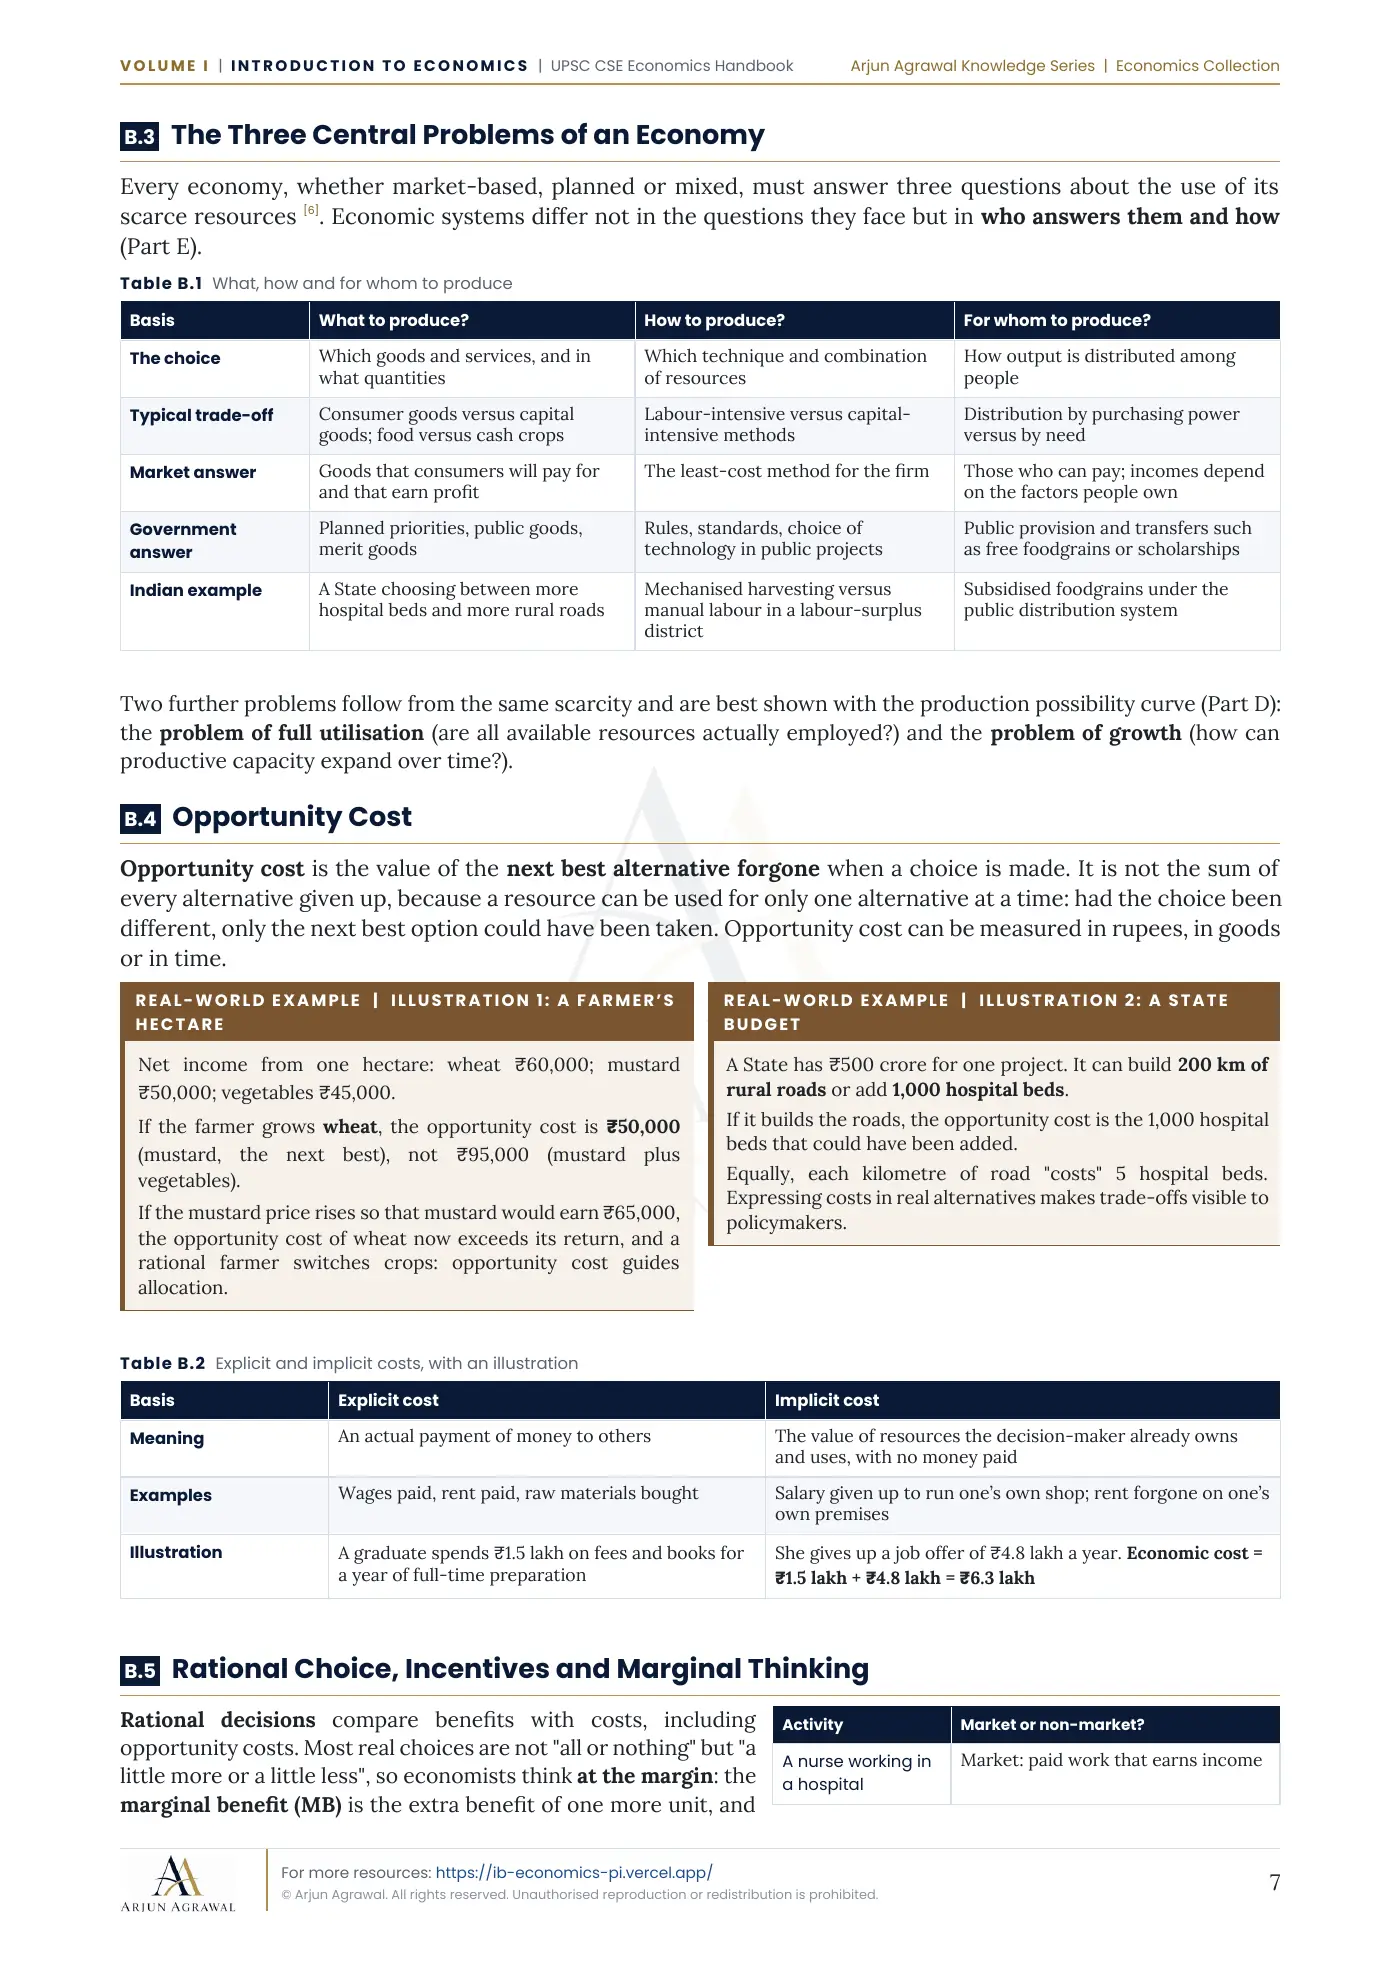 VOLUME I | INTRODUCTION TO ECONOMICS | UPSC CSE Economics Handbook
Arjun Agrawal Knowledge Series | Economics Collection
B.3 The Three Central Problems of an Economy
Every economy, whether market-based, planned or mixed, must answer three questions about the use of its
scarce resources [6]. Economic systems differ not in the questions they face but in who answers them and how
(Part E).
Table B.1 What, how and for whom to produce
Basis
What to produce?
How to produce?
For whom to produce?
The choice
Which goods and services, and in
what quantities
Which technique and combination
of resources
How output is distributed among
people
Typical trade-off
Consumer goods versus capital
goods; food versus cash crops
Labour-intensive versus capital-
intensive methods
Distribution by purchasing power
versus by need
Market answer
Goods that consumers will pay for
and that earn profit
The least-cost method for the firm
Those who can pay; incomes depend
on the factors people own
Government
answer
Planned priorities, public goods,
merit goods
Rules, standards, choice of
technology in public projects
Public provision and transfers such
as free foodgrains or scholarships
Indian example
A State choosing between more
hospital beds and more rural roads
Mechanised harvesting versus
manual labour in a labour-surplus
district
Subsidised foodgrains under the
public distribution system
Two further problems follow from the same scarcity and are best shown with the production possibility curve (Part D):
the problem of full utilisation (are all available resources actually employed?) and the problem of growth (how can
productive capacity expand over time?).
B.4 Opportunity Cost
Opportunity cost is the value of the next best alternative forgone when a choice is made. It is not the sum of
every alternative given up, because a resource can be used for only one alternative at a time: had the choice been
different, only the next best option could have been taken. Opportunity cost can be measured in rupees, in goods
or in time.
REAL-WORLD EXAMPLE | ILLUSTRATION 1: A FARMER’S
HECTARE
Net income from one hectare: wheat ₹60,000; mustard
₹50,000; vegetables ₹45,000.
If the farmer grows wheat, the opportunity cost is ₹50,000
(mustard, the next best), not ₹95,000 (mustard plus
vegetables).
If the mustard price rises so that mustard would earn ₹65,000,
the opportunity cost of wheat now exceeds its return, and a
rational farmer switches crops: opportunity cost guides
allocation.
REAL-WORLD EXAMPLE | ILLUSTRATION 2: A STATE
BUDGET
A State has ₹500 crore for one project. It can build 200 km of
rural roads or add 1,000 hospital beds.
If it builds the roads, the opportunity cost is the 1,000 hospital
beds that could have been added.
Equally, each kilometre of road "costs" 5 hospital beds.
Expressing costs in real alternatives makes trade-offs visible to
policymakers.
Table B.2 Explicit and implicit costs, with an illustration
Basis
Explicit cost
Implicit cost
Meaning
An actual payment of money to others
The value of resources the decision-maker already owns
and uses, with no money paid
Examples
Wages paid, rent paid, raw materials bought
Salary given up to run one’s own shop; rent forgone on one’s
own premises
Illustration
A graduate spends ₹1.5 lakh on fees and books for
a year of full-time preparation
She gives up a job offer of ₹4.8 lakh a year. Economic cost =
₹1.5 lakh + ₹4.8 lakh = ₹6.3 lakh
B.5 Rational Choice, Incentives and Marginal Thinking
Rational decisions compare benefits with costs, including
opportunity costs. Most real choices are not "all or nothing" but "a
little more or a little less", so economists think at the margin: the
marginal benefit (MB) is the extra benefit of one more unit, and
Activity
Market or non-market?
A nurse working in
a hospital
Market: paid work that earns income
ARJUN AGRAWAL
For more resources: https://ib-economics-pi.vercel.app/
© Arjun Agrawal. All rights reserved. Unauthorised reproduction or redistribution is prohibited.
7